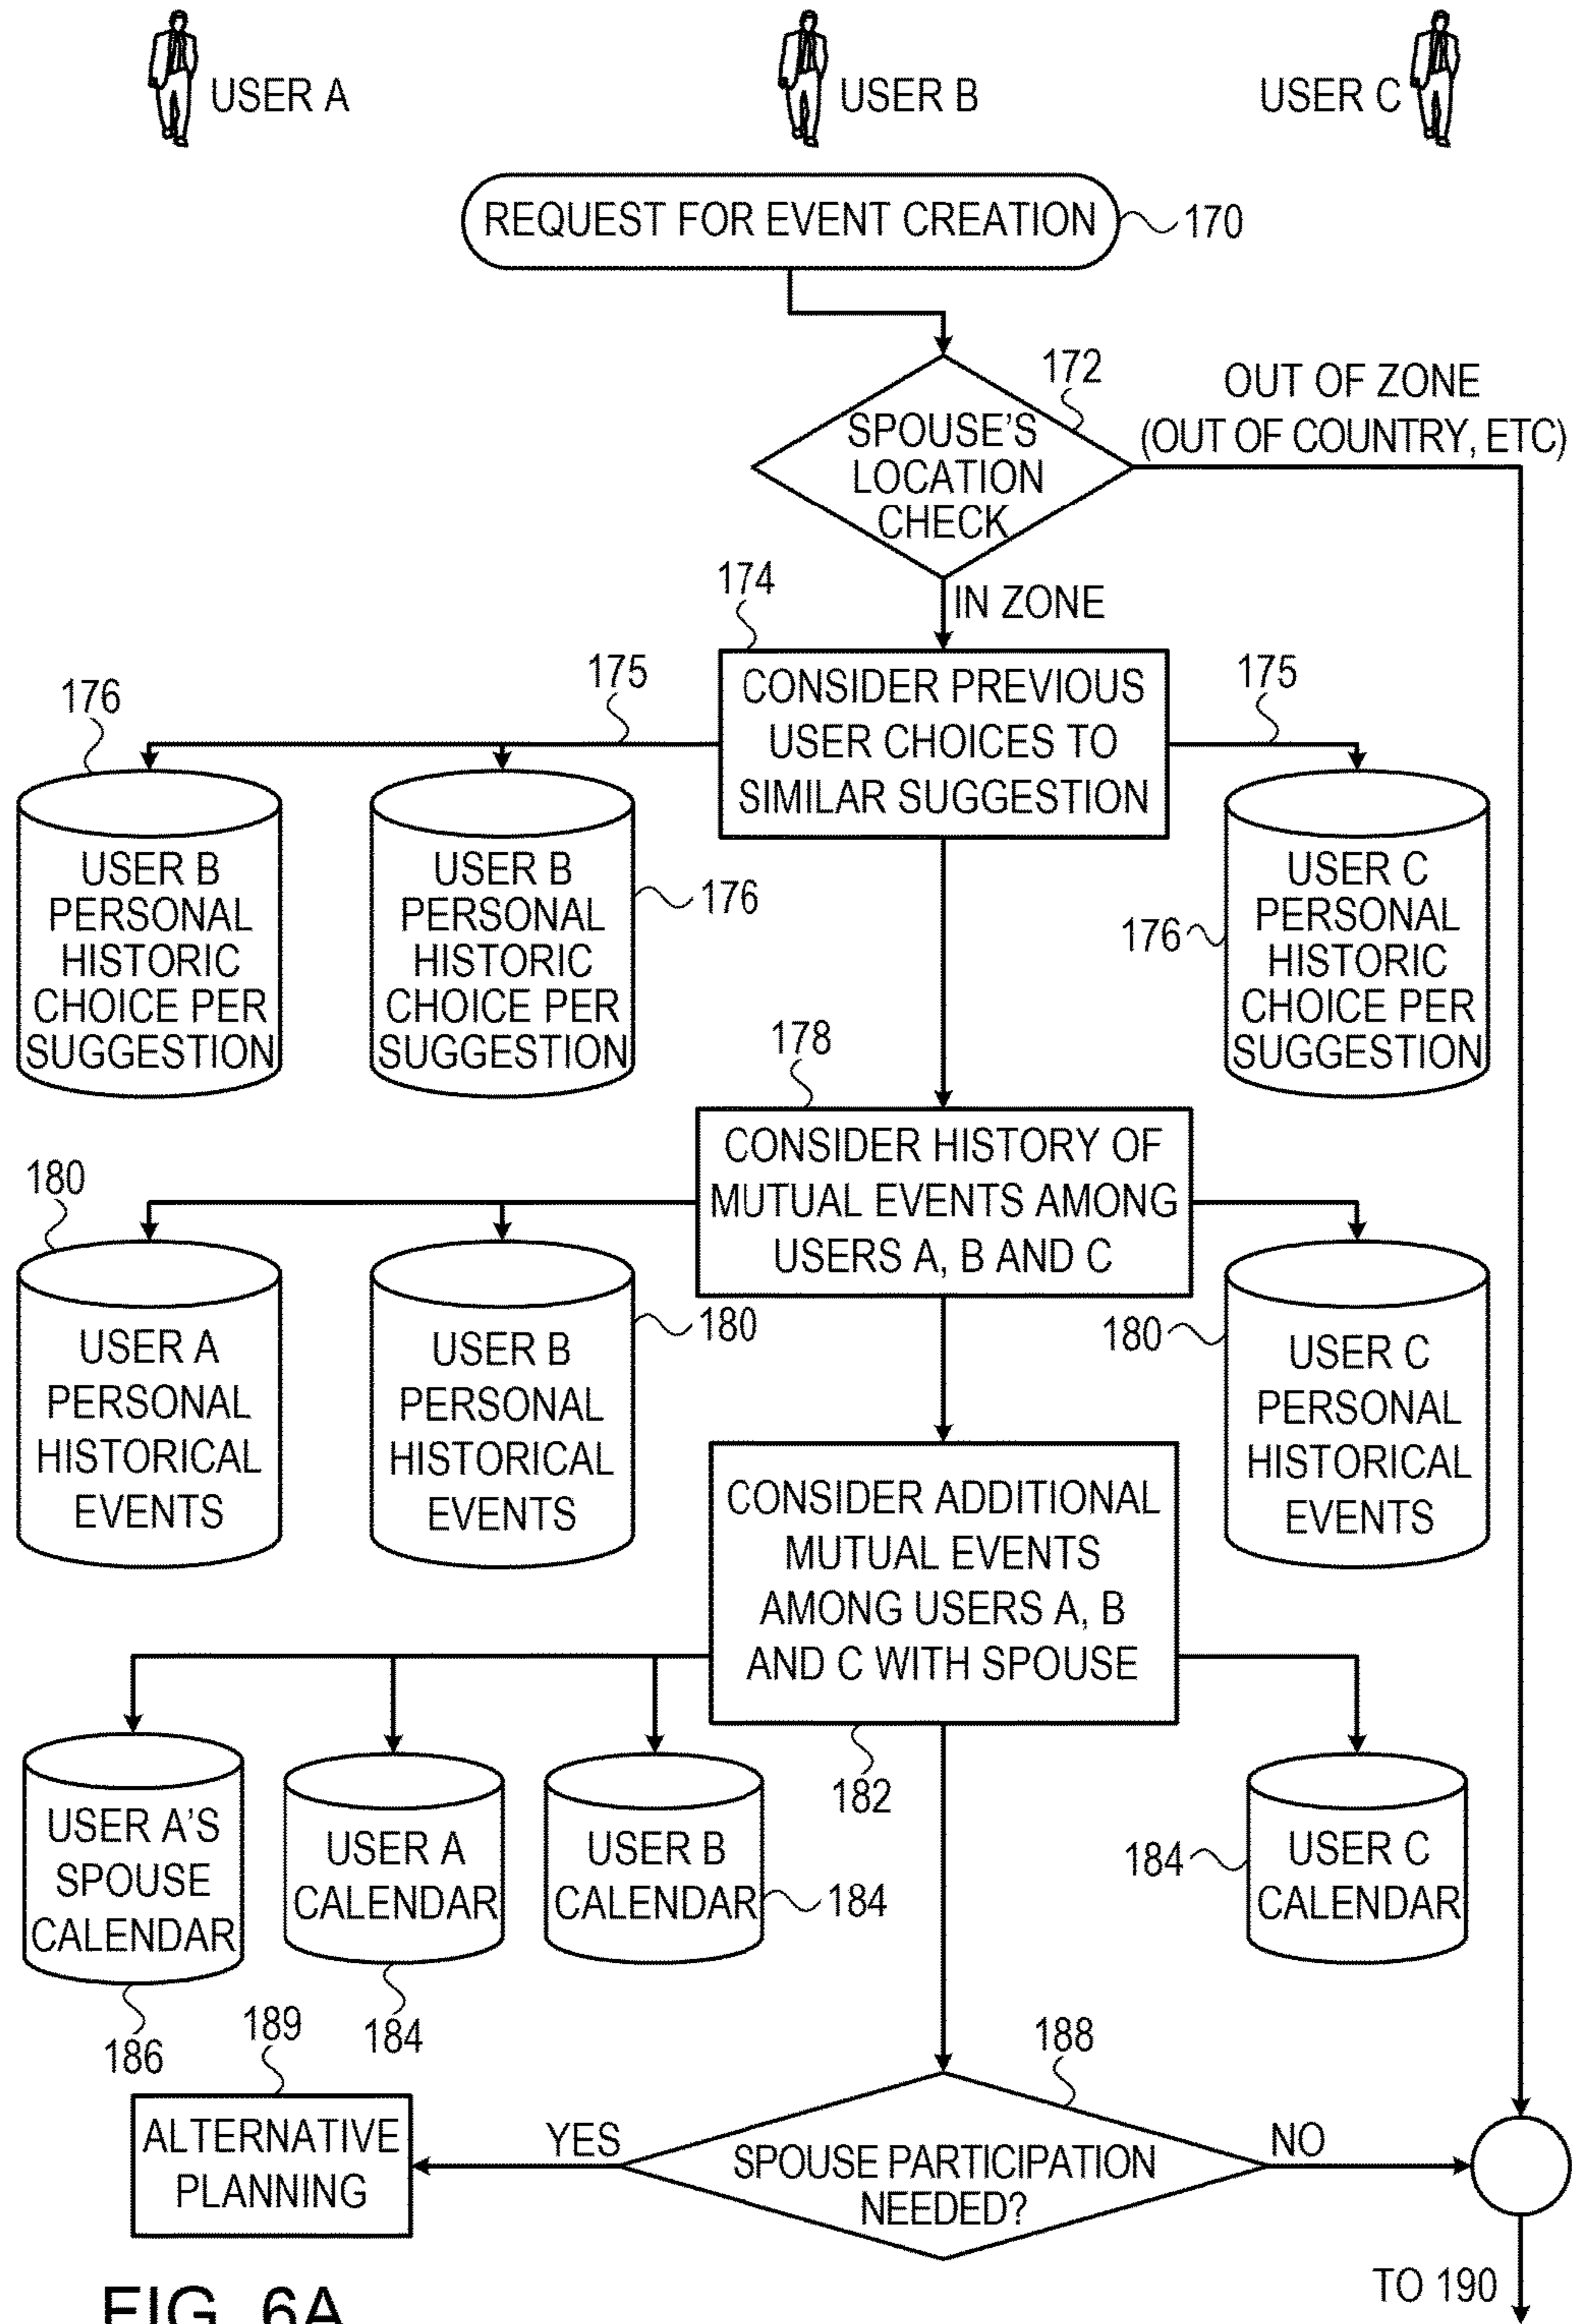 USER A
USER B
USER C
REQUEST FOR EVENT CREATION
170
172
OUT OF ZONE
(OUT OF COUNTRY, ETC)
SPOUSE'S
LOCATION
CHECK
174
IN ZONE
175
175
176
CONSIDER PREVIOUS
USER CHOICES TO
SIMILAR SUGGESTION
USER B
PERSONAL
HISTORIC
CHOICE PER
SUGGESTION
USER B
PERSONAL
HISTORIC
CHOICE PER
SUGGESTION
176
176
USER C
PERSONAL
HISTORIC
CHOICE PER
SUGGESTION
178
CONSIDER HISTORY OF
MUTUAL EVENTS AMONG
USERS A, B AND C
180
USER A
PERSONAL
HISTORICAL
EVENTS
USER B
PERSONAL
HISTORICAL
EVENTS
180
180
USER C
PERSONAL
HISTORICAL
EVENTS
CONSIDER ADDITIONAL
MUTUAL EVENTS
AMONG USERS A, B
AND C WITH SPOUSE
182
USER A'S
SPOUSE
CALENDAR
USER A
CALENDAR
USER B
CALENDAR
184
184
USER C
CALENDAR
186
184
189
188
ALTERNATIVE
PLANNING
YES
SPOUSE PARTICIPATION
NEEDED?
NO
TO 190
FIG. 6A